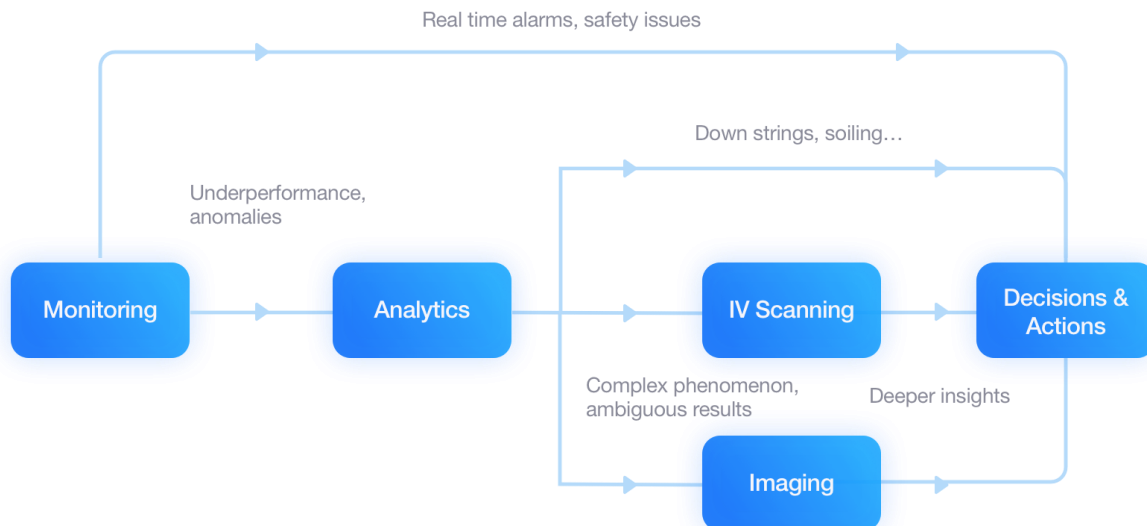 Real time alarms, safety issues
Down strings, soiling…
Underperformance,
anomalies
Monitoring
Analytics
IV Scanning
Decisions &
Actions
Complex phenomenon,
ambiguous results
Deeper insights
Imaging